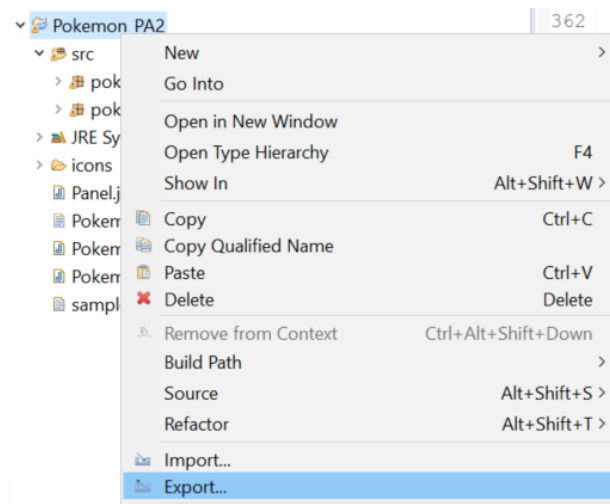 Pokemon_PA2
362
src
New
pok
Go Into
pok
Open in New Window
JRE Sy
Open Type Hierarchy F4
icons
Show In Alt+Shift+W
Panel.j
Copy Ctrl+C
Pokem
Copy Qualified Name
Pokem
Paste Ctrl+V
Pokem
Delete Delete
sampl
Remove from Context Ctrl+Alt+Shift+Down
Build Path
Source Alt+Shift+S
Refactor Alt+Shift+T
Import...
Export...